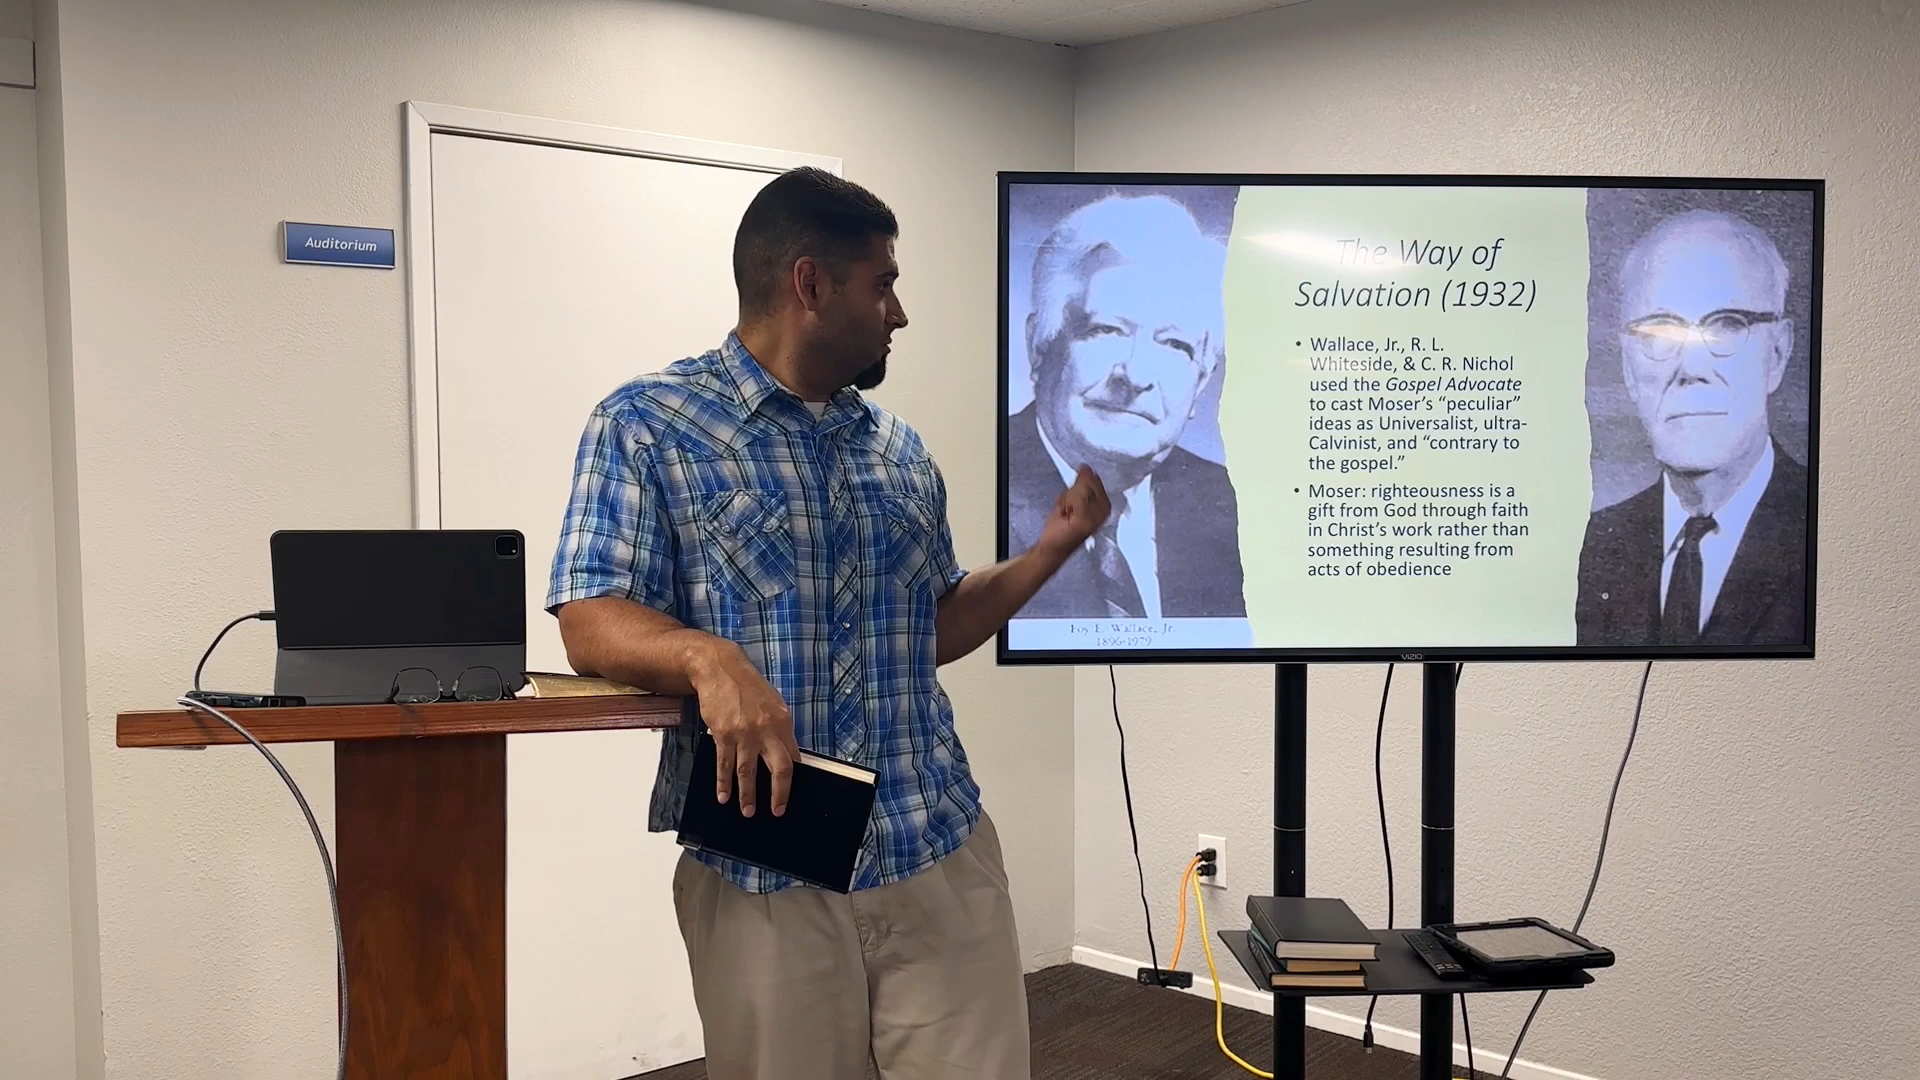 Auditorium
The Way of
Salvation (1932)
• Wallace, Jr., R. L.
Whiteside, & C. R. Nichol
used the Gospel Advocate
to cast Moser's "peculiar"
ideas as Universalist, ultra-
Calvinist, and "contrary to
the gospel."
• Moser: righteousness is a
gift from God through faith
in Christ's work rather than
something resulting from
acts of obedience
Foy E. Wallace, Jr.
1896-1979
VIZIO